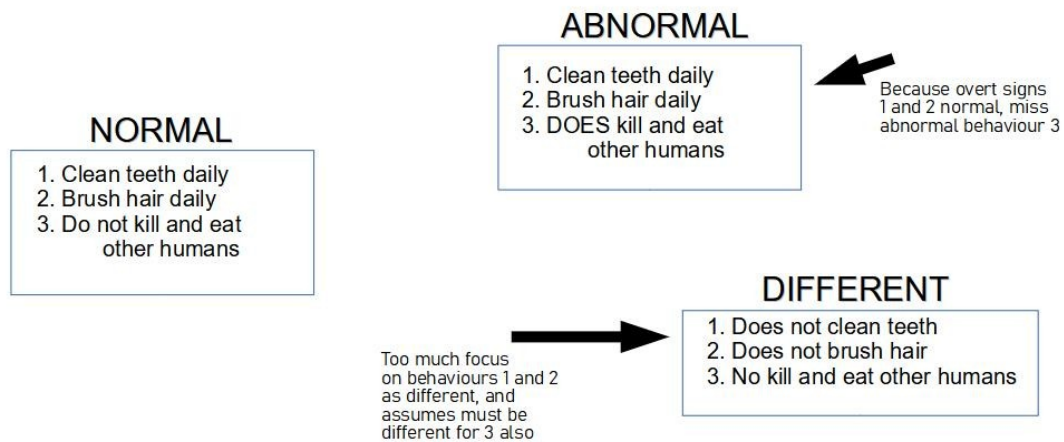 ABNORMAL
1. Clean teeth daily
2. Brush hair daily
3. DOES kill and eat
other humans
Because overt signs
1 and 2 normal, miss
abnormal behaviour 3
NORMAL
1. Clean teeth daily
2. Brush hair daily
3. Do not kill and eat
other humans
DIFFERENT
1. Does not clean teeth
2. Does not brush hair
3. No kill and eat other humans
Too much focus
on behaviours 1 and 2
as different, and
assumes must be
different for 3 also